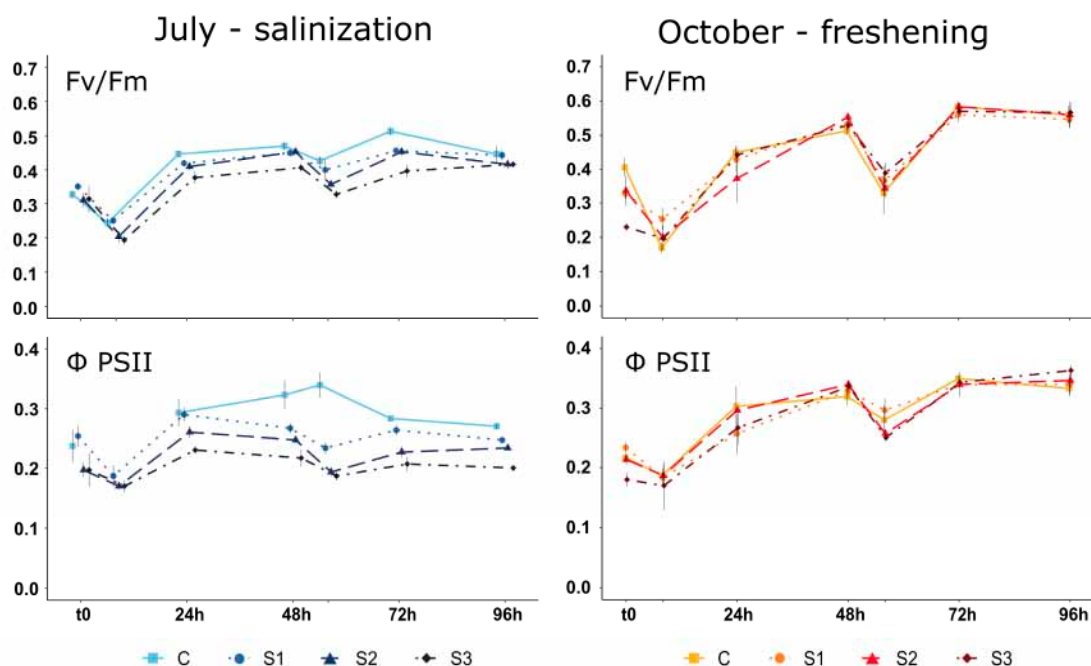 July - salinization
October - freshening
Fv/Fm
0.7
0.6
0.5
0.4
0.3
0.2
0.1
0.0
Fv/Fm
0.7
0.6
0.5
0.4
0.3
0.2
0.1
0.0
Φ PSII
0.4
0.3
0.2
0.1
0.0
t0 24h 48h 72h 96h
Φ PSII
0.4
0.3
0.2
0.1
0.0
t0 24h 48h 72h 96h
C S1 S2 S3
C S1 S2 S3